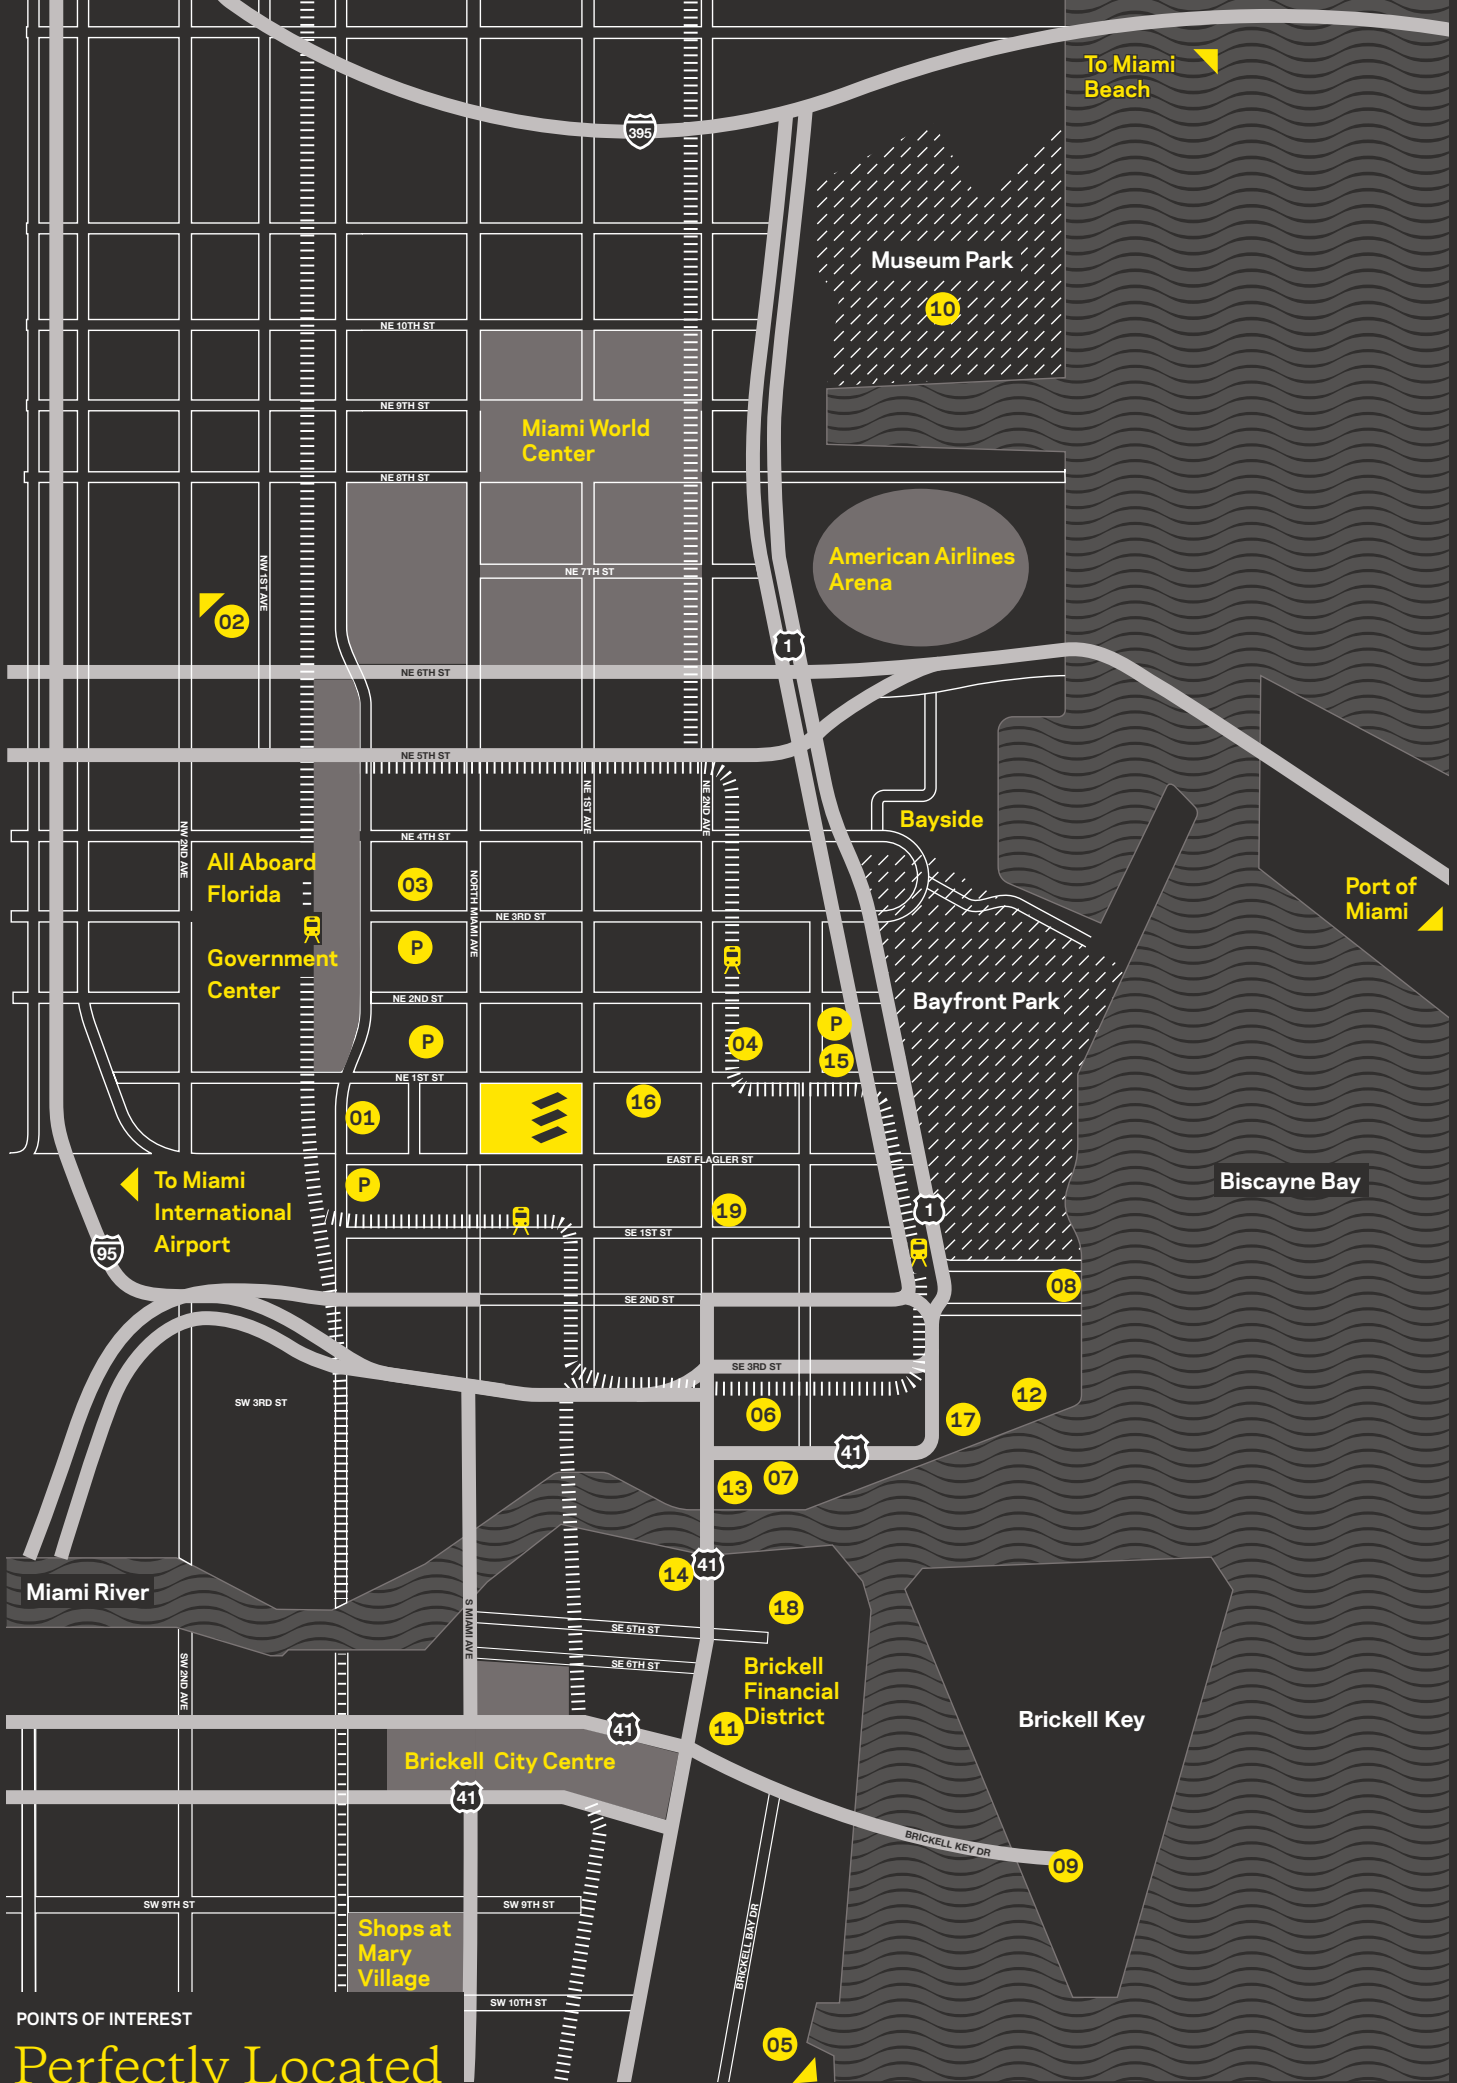 395
To Miami
Beach
Museum Park
10
NE 10TH ST
NE 9TH ST
Miami World
Center
NE 8TH ST
American Airlines
Arena
NW 1ST AVE
NE 7TH ST
02
1
NE 6TH ST
NE 5TH ST
NE 1ST AVE
NE 2ND AVE
Bayside
NW 2ND AVE
NE 4TH ST
All Aboard
Florida
03
NORTH MIAMI AVE
Port of
Miami
NE 3RD ST
P
Government
Center
NE 2ND ST
Bayfront Park
P
P
04
15
NE 1ST ST
01
16
EAST FLAGLER ST
To Miami
International
Airport
P
Biscayne Bay
19
1
SE 1ST ST
95
08
SE 2ND ST
SE 3RD ST
SW 3RD ST
12
06
17
41
13
07
41
14
Miami River
18
S MIAMI AVE
SE 5TH ST
SE 6TH ST
SW 2ND AVE
Brickell
Financial
District
11
41
Brickell Key
Brickell City Centre
41
BRICKELL KEY DR
09
SW 9TH ST
SW 9TH ST
BRICKELL BAY DR
Shops at
Mary
Village
SW 10TH ST
POINTS OF INTEREST
05
Perfectly Located